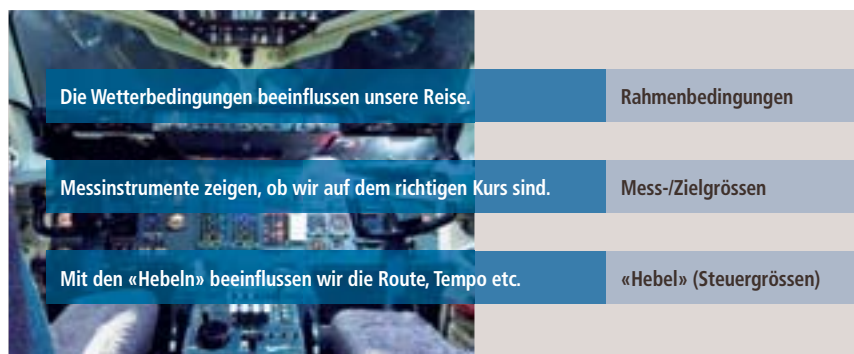 Die Wetterbedingungen beeinflussen unsere Reise.
Rahmenbedingungen
Messinstrumente zeigen, ob wir auf dem richtigen Kurs sind.
Mess-/Zielgrössen
Mit den «Hebeln» beeinflussen wir die Route, Tempo etc.
«Hebel» (Steuergrössen)